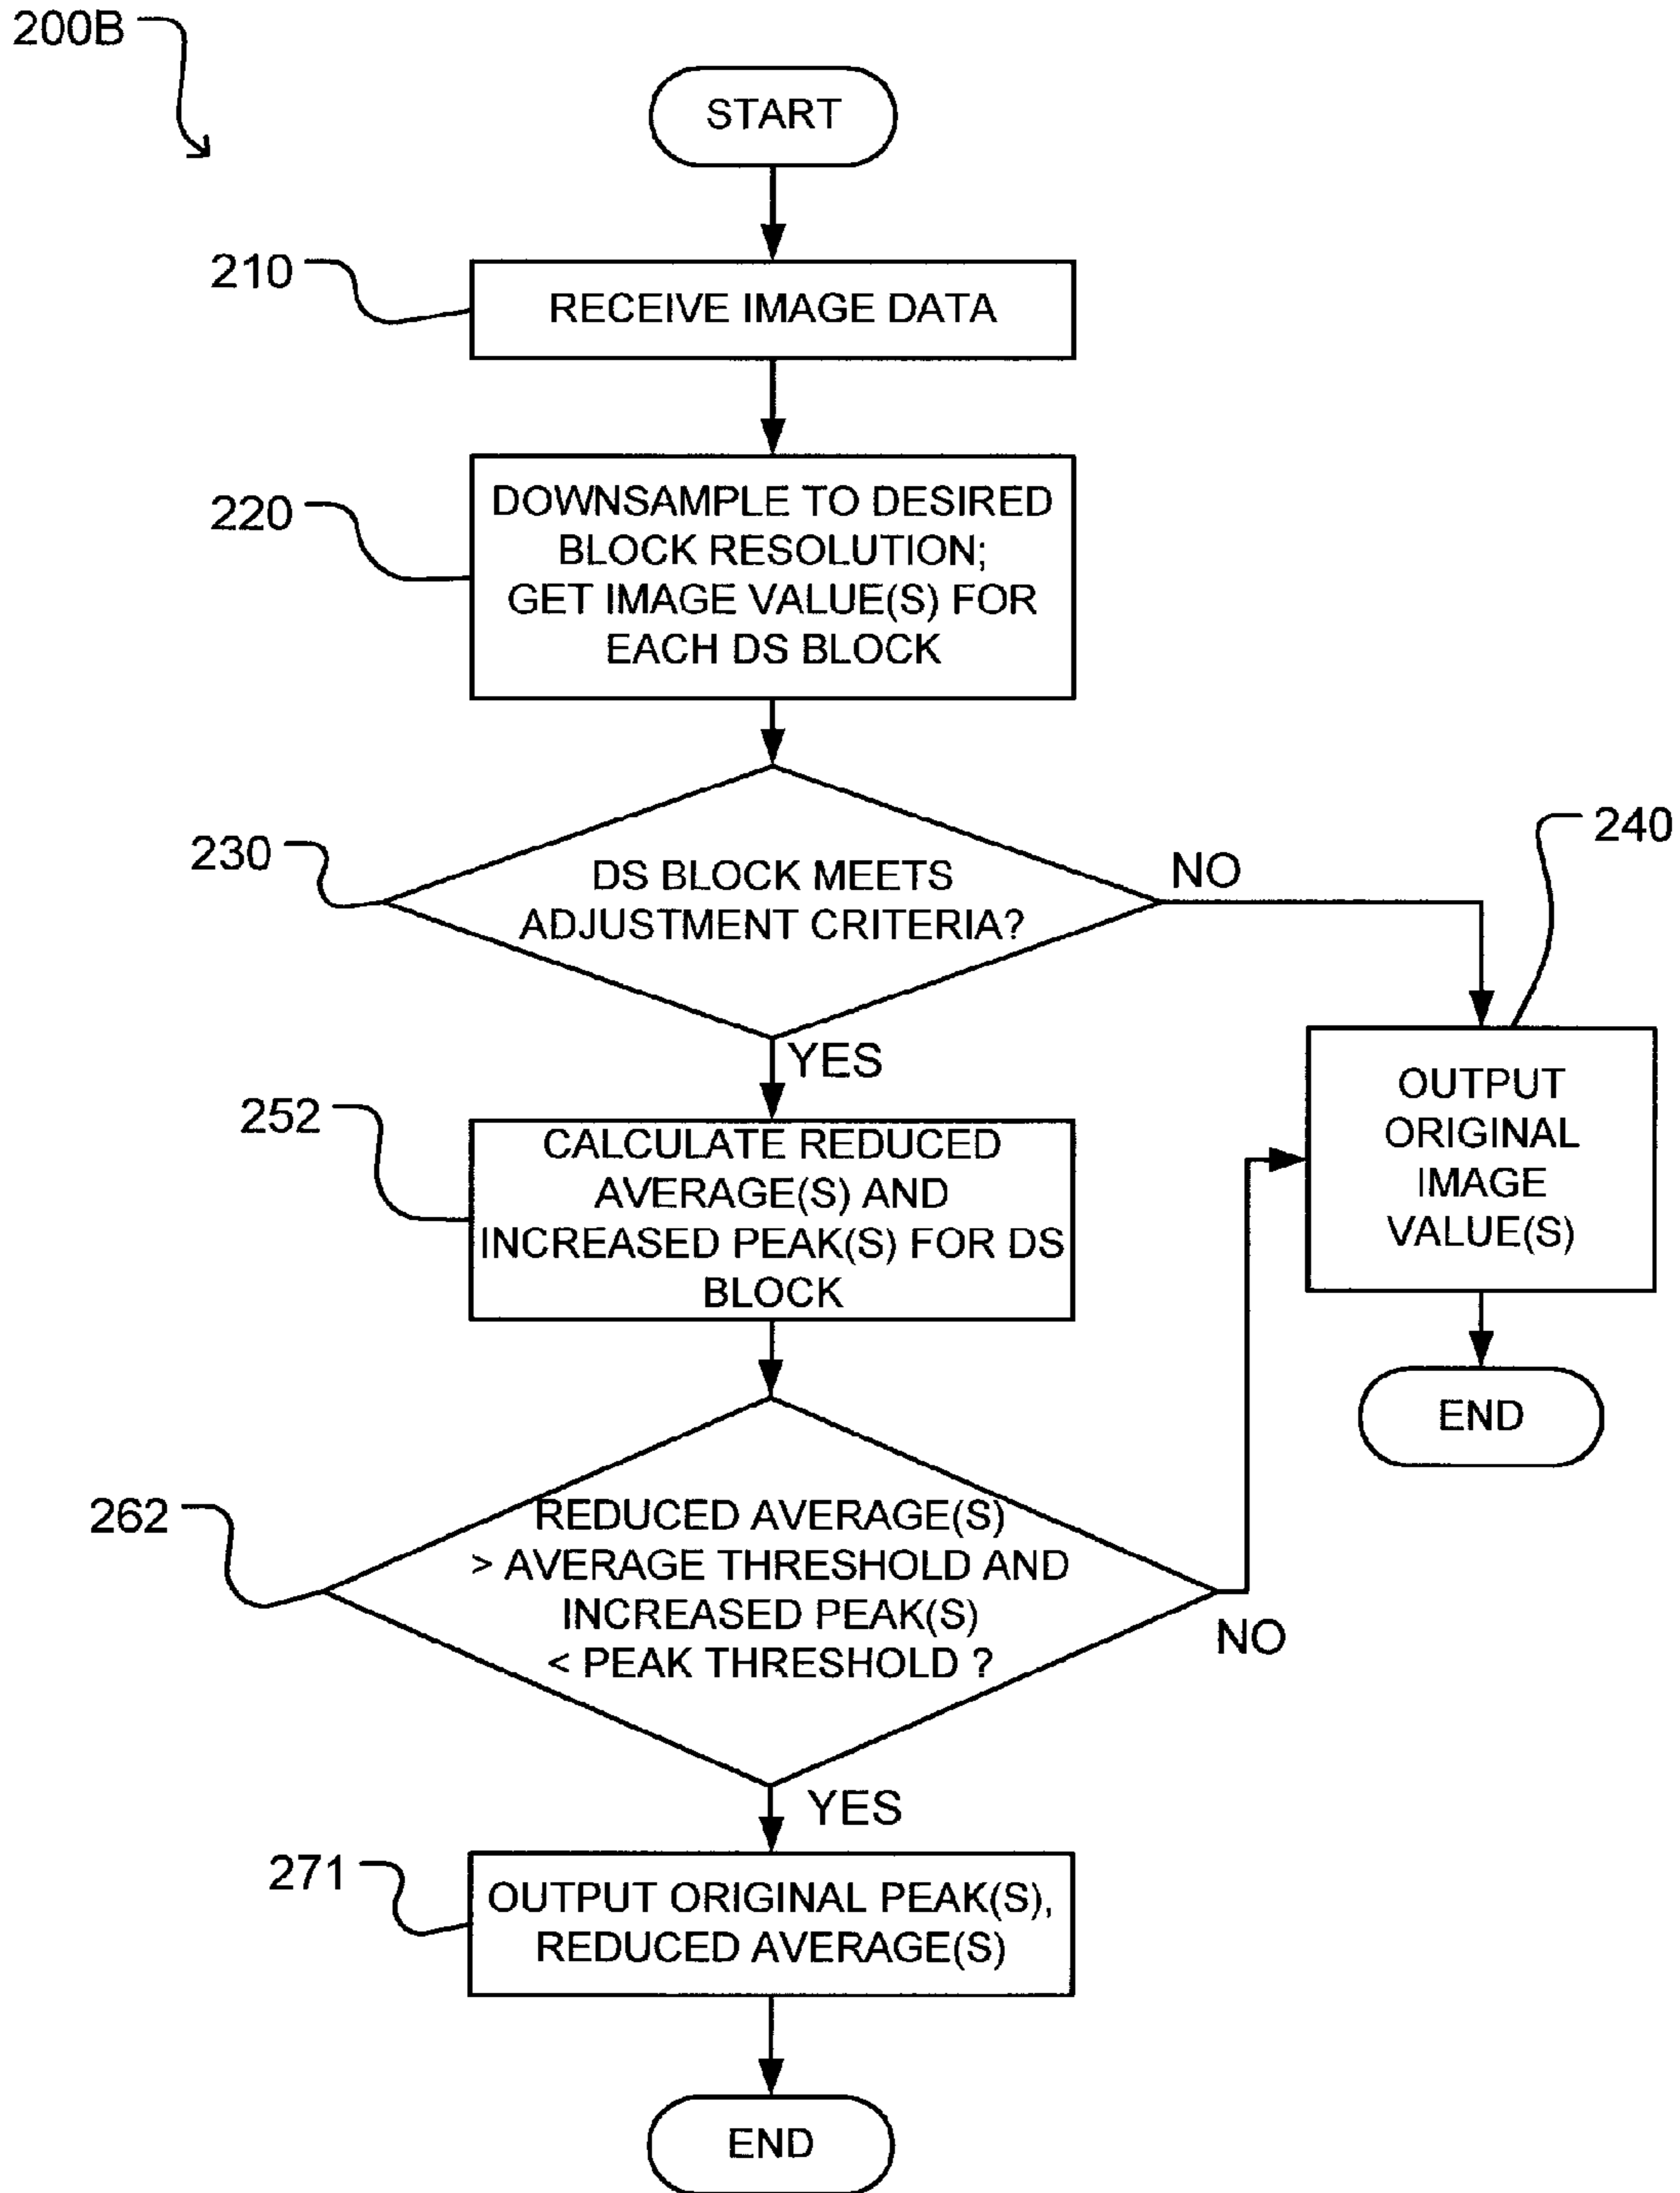 200B
START
210
RECEIVE IMAGE DATA
220
DOWNSAMPLE TO DESIRED
BLOCK RESOLUTION;
GET IMAGE VALUE(S) FOR
EACH DS BLOCK
230
DS BLOCK MEETS
ADJUSTMENT CRITERIA?
NO
240
YES
OUTPUT
ORIGINAL
IMAGE
VALUE(S)
252
CALCULATE REDUCED
AVERAGE(S) AND
INCREASED PEAK(S) FOR DS
BLOCK
END
262
REDUCED AVERAGE(S)
> AVERAGE THRESHOLD AND
INCREASED PEAK(S)
< PEAK THRESHOLD ?
NO
YES
271
OUTPUT ORIGINAL PEAK(S),
REDUCED AVERAGE(S)
END